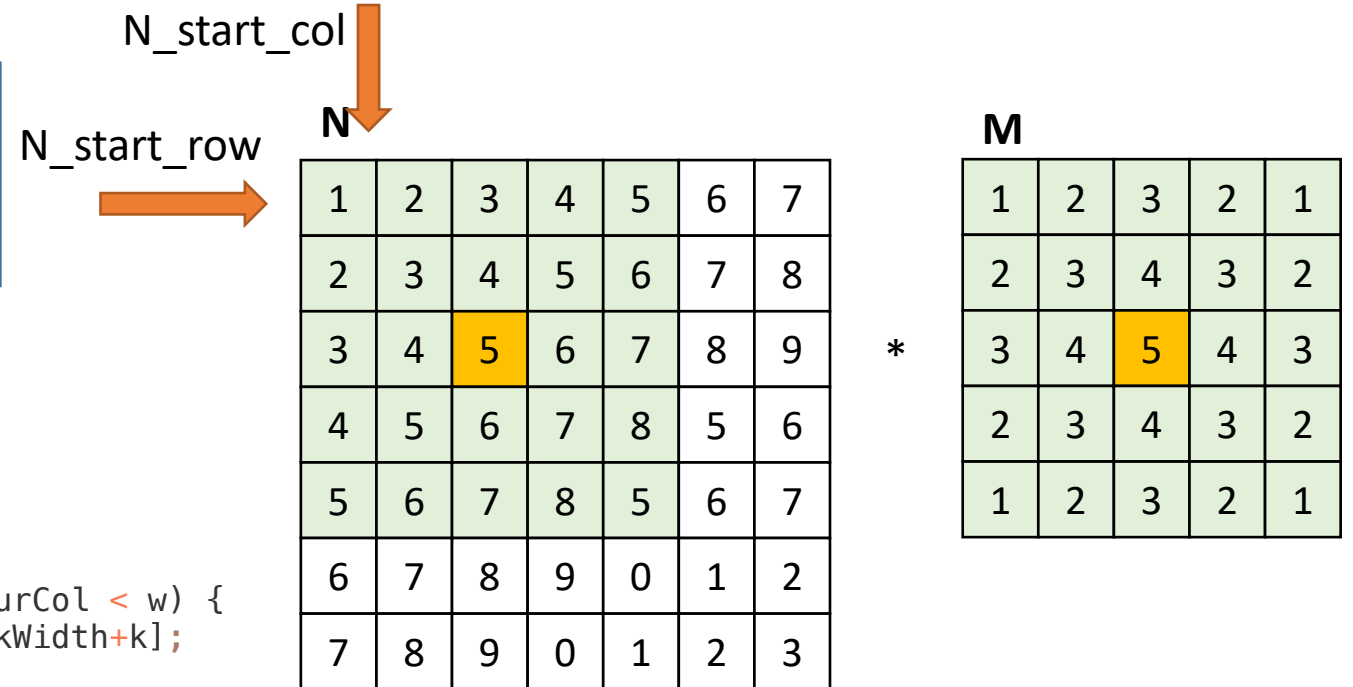 N_start_col
N_start_row
N
M
1 2 3 4 5 6 7
2 3 4 5 6 7 8
3 4 5 6 7 8 9
4 5 6 7 8 5 6
5 6 7 8 5 6 7
6 7 8 9 0 1 2
7 8 9 0 1 2 3
*
1 2 3 2 1
2 3 4 3 2
3 4 5 4 3
2 3 4 3 2
1 2 3 2 1
urCol < w) {
kWidth+k];